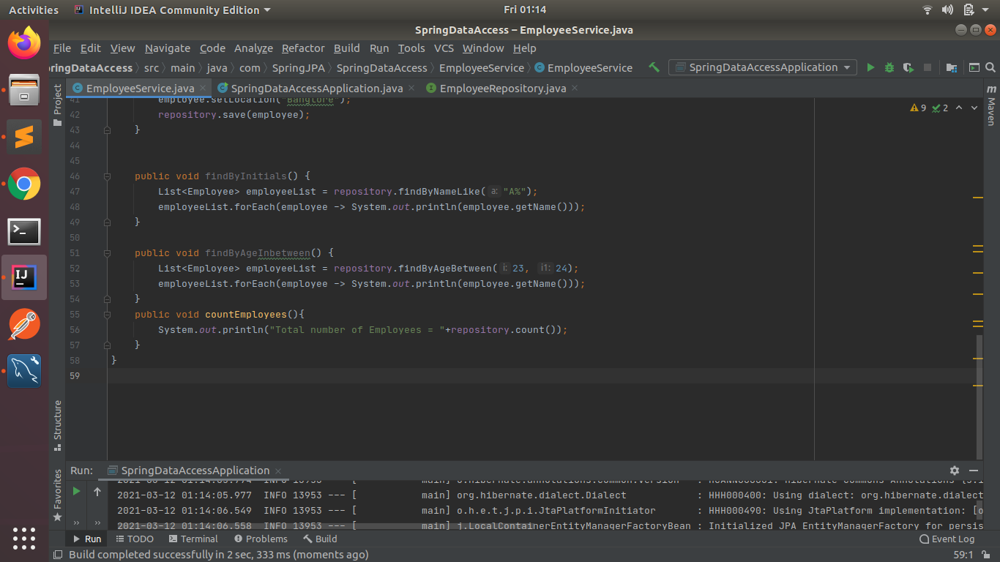 Activities IntelliJ IDEA Community Edition Fri 01:14
SpringDataAccess – EmployeeService.java
File Edit View Navigate Code Analyze Refactor Build Run Tools VCS Window Help
pringDataAccess src main java com SpringJPA SpringDataAccess EmployeeService EmployeeService SpringDataAccessApplication
EmployeeService.java SpringDataAccessApplication.java EmployeeRepository.java
Project
Maven
9 2
41 employee.setLocation("Banglore");
42 repository.save(employee);
43 }
44
45
46 public void findByInitials() {
47 List<Employee> employeeList = repository.findByNameLike( a: "A%");
48 employeeList.forEach(employee -> System.out.println(employee.getName()));
49 }
50
51 public void findByAgeInbetween() {
52 List<Employee> employeeList = repository.findByAgeBetween( i: 23, i1: 24);
53 employeeList.forEach(employee -> System.out.println(employee.getName()));
54 }
55 public void countEmployees(){
56 System.out.println("Total number of Employees = "+repository.count());
57 }
58 }
59
Structure
Favorites
Run: SpringDataAccessApplication
2021-03-12 01:14:05.774 INFO 13953 --- [ main] o.hibernate.annotations.common.Version : HCANN000001: Hibernate Commons Annotations {5.1
2021-03-12 01:14:05.977 INFO 13953 --- [ main] org.hibernate.dialect.Dialect : HHH000400: Using dialect: org.hibernate.dialect
2021-03-12 01:14:06.549 INFO 13953 --- [ main] o.h.e.t.j.p.i.JtaPlatformInitiator : HHH000490: Using JtaPlatform implementation: [o
2021-03-12 01:14:06.558 INFO 13953 --- [ main] j.LocalContainerEntityManagerFactoryBean : Initialized JPA EntityManagerFactory for persis
Run TODO Terminal Problems Build Event Log
Build completed successfully in 2 sec, 333 ms (moments ago) 59:1